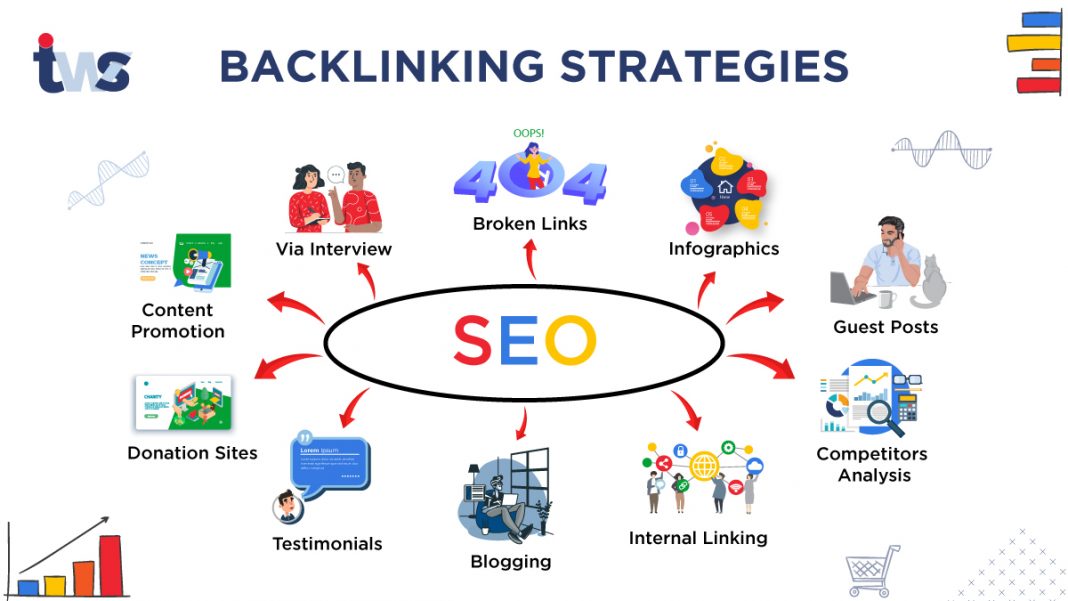 tws
BACKLINKING STRATEGIES
OOPS!
404
Broken Links
Via Interview
Infographics
NEWS
CONCEPT
Content
Promotion
Guest Posts
SEO
CHARITY
Donation Sites
Competitors
Analysis
Lorem Ipsum
Testimonials
Blogging
Internal Linking